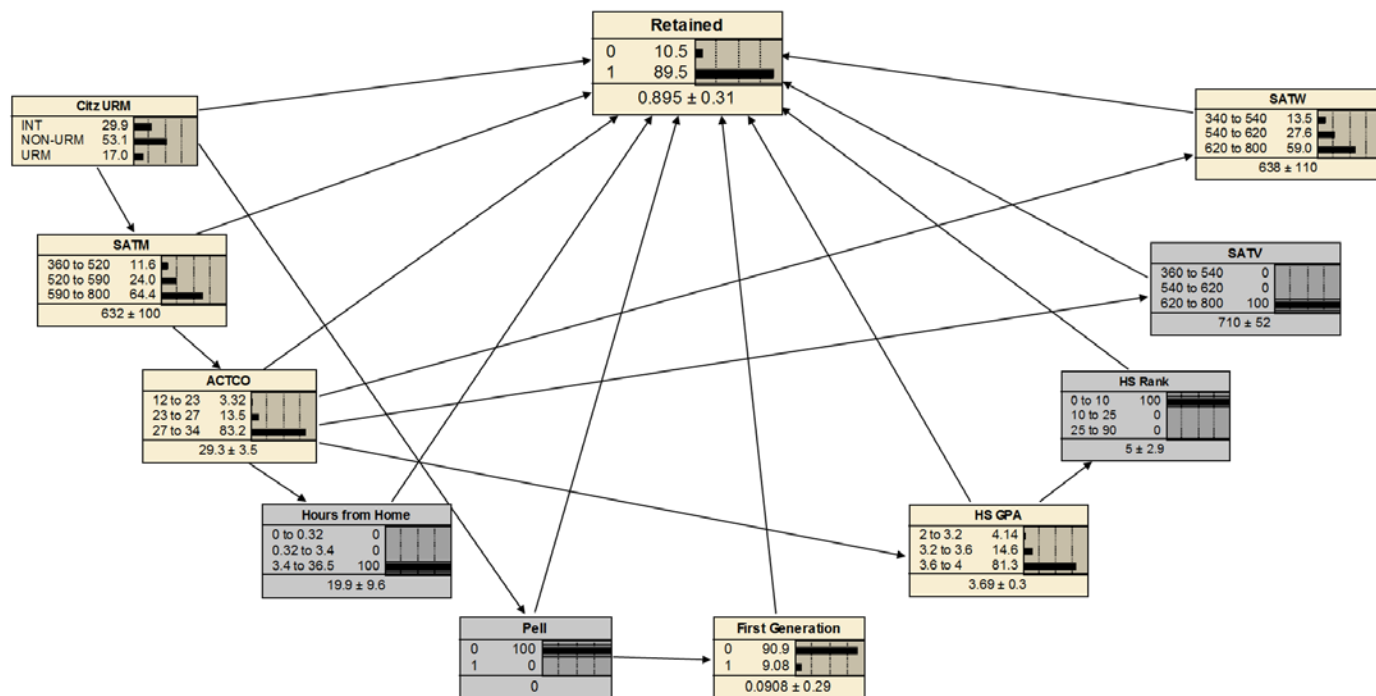 Retained
0 10.5
1 89.5
0.895 ± 0.31
Citz URM
INT 29.9
NON-URM 53.1
URM 17.0
SATW
340 to 540 13.5
540 to 620 27.6
620 to 800 59.0
638 ± 110
SATM
360 to 520 11.6
520 to 590 24.0
590 to 800 64.4
632 ± 100
SATV
360 to 540 0
540 to 620 0
620 to 800 100
710 ± 52
ACTCO
12 to 23 3.32
23 to 27 13.5
27 to 34 83.2
29.3 ± 3.5
HS Rank
0 to 10 100
10 to 25 0
25 to 90 0
5 ± 2.9
Hours from Home
0 to 0.32 0
0.32 to 3.4 0
3.4 to 36.5 100
19.9 ± 9.6
HS GPA
2 to 3.2 4.14
3.2 to 3.6 14.6
3.6 to 4 81.3
3.69 ± 0.3
Pell
0 100
1 0
0
First Generation
0 90.9
1 9.08
0.0908 ± 0.29